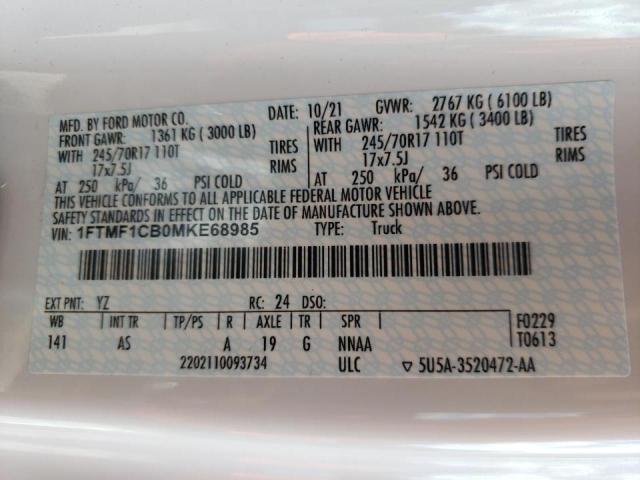 MFD. BY FORD MOTOR CO.
DATE: 10/21 GVWR: 2767 KG ( 6100 LB)
FRONT GAWR: 1361 KG ( 3000 LB)
REAR GAWR: 1542 KG ( 3400 LB)
WITH 245/70R17 110T TIRES
WITH 245/70R17 110T TIRES
17x7.5J RIMS
17x7.5J RIMS
AT 250 kPa/ 36 PSI COLD
AT 250 kPa/ 36 PSI COLD
THIS VEHICLE CONFORMS TO ALL APPLICABLE FEDERAL MOTOR VEHICLE
SAFETY STANDARDS IN EFFECT ON THE DATE OF MANUFACTURE SHOWN ABOVE.
VIN: 1FTMF1CB0MKE68985 TYPE: Truck
EXT PNT: YZ RC: 24 DSO:
WB INT TR TP/PS R AXLE TR SPR
141 AS A 19 G NNAA
F0229
T0613
2202110093734 ULC ▽ 5U5A-3520472-AA